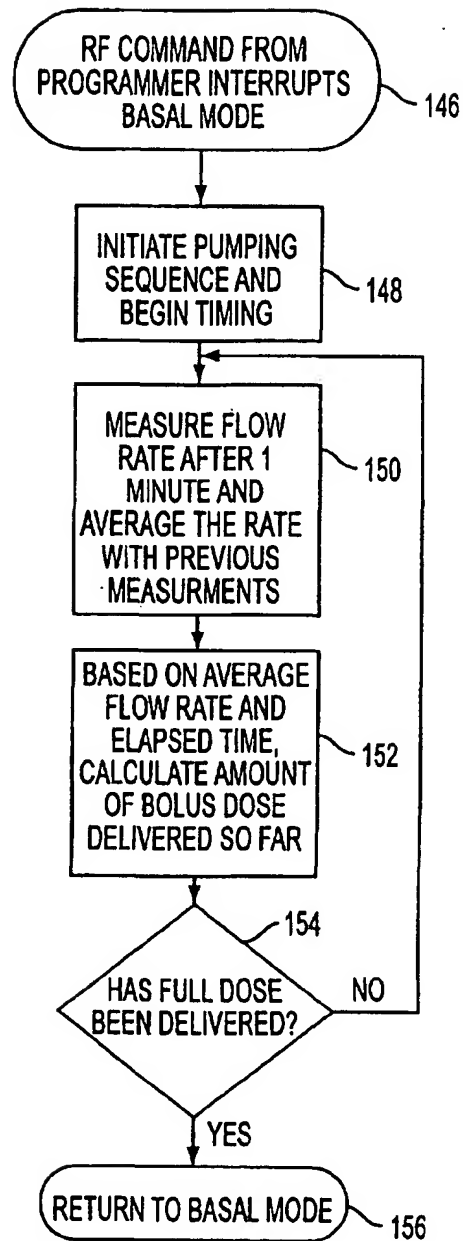 RF COMMAND FROM
PROGRAMMER INTERRUPTS
BASAL MODE
146
INITIATE PUMPING
SEQUENCE AND
BEGIN TIMING
148
MEASURE FLOW
RATE AFTER 1
MINUTE AND
AVERAGE THE RATE
WITH PREVIOUS
MEASURMENTS
150
BASED ON AVERAGE
FLOW RATE AND
ELAPSED TIME,
CALCULATE AMOUNT
OF BOLUS DOSE
DELIVERED SO FAR
152
154
HAS FULL DOSE
BEEN DELIVERED?
NO
YES
RETURN TO BASAL MODE
156